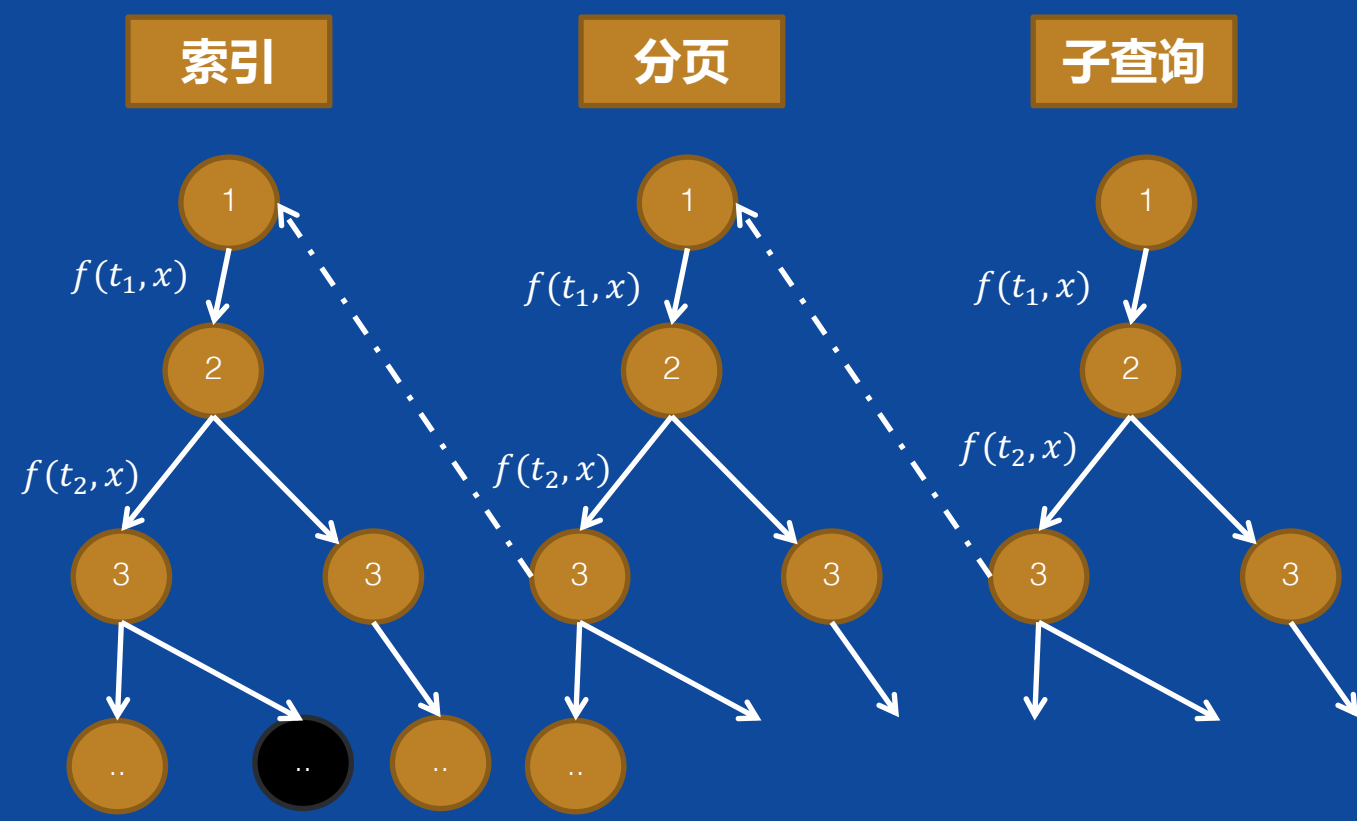 索引 分页 子查询
1 1 1
f(t₁,x) f(t₁,x) f(t₁,x)
2 2 2
f(t₂,x) f(t₂,x) f(t₂,x)
3 3 3 3 3 3
.. .. .. ..